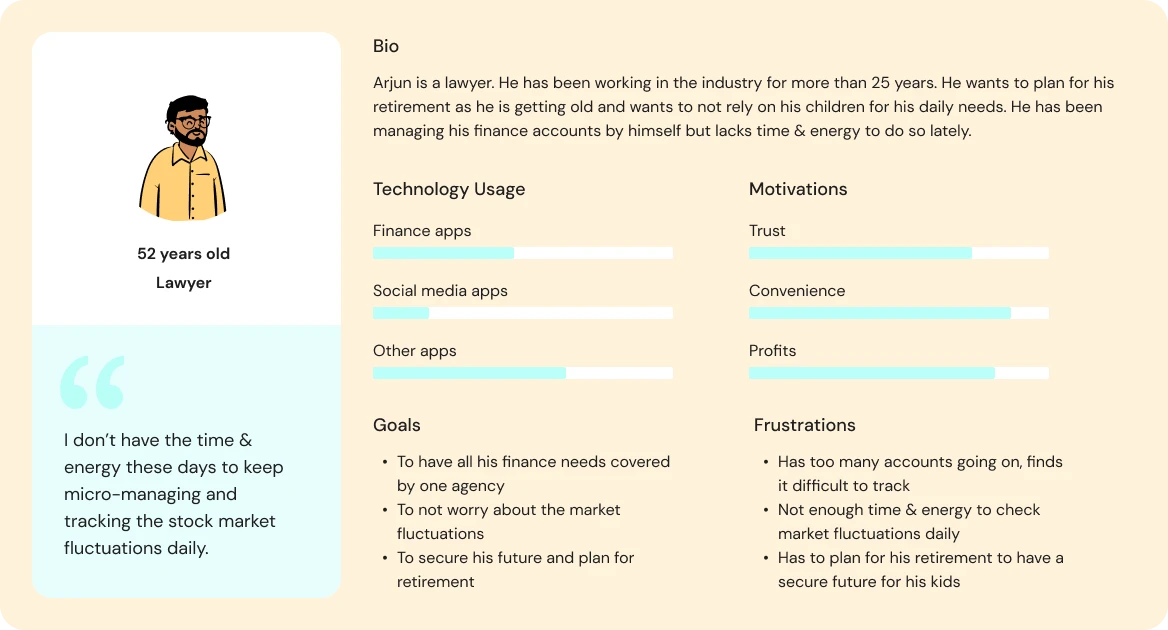 52 years old
Lawyer
“
I don’t have the time &
energy these days to keep
micro-managing and
tracking the stock market
fluctuations daily.
Bio
Arjun is a lawyer. He has been working in the industry for more than 25 years. He wants to plan for his
retirement as he is getting old and wants to not rely on his children for his daily needs. He has been
managing his finance accounts by himself but lacks time & energy to do so lately.
Technology Usage
Finance apps
Social media apps
Other apps
Motivations
Trust
Convenience
Profits
Goals
• To have all his finance needs covered
by one agency
• To not worry about the market
fluctuations
• To secure his future and plan for
retirement
Frustrations
• Has too many accounts going on, finds
it difficult to track
• Not enough time & energy to check
market fluctuations daily
• Has to plan for his retirement to have a
secure future for his kids